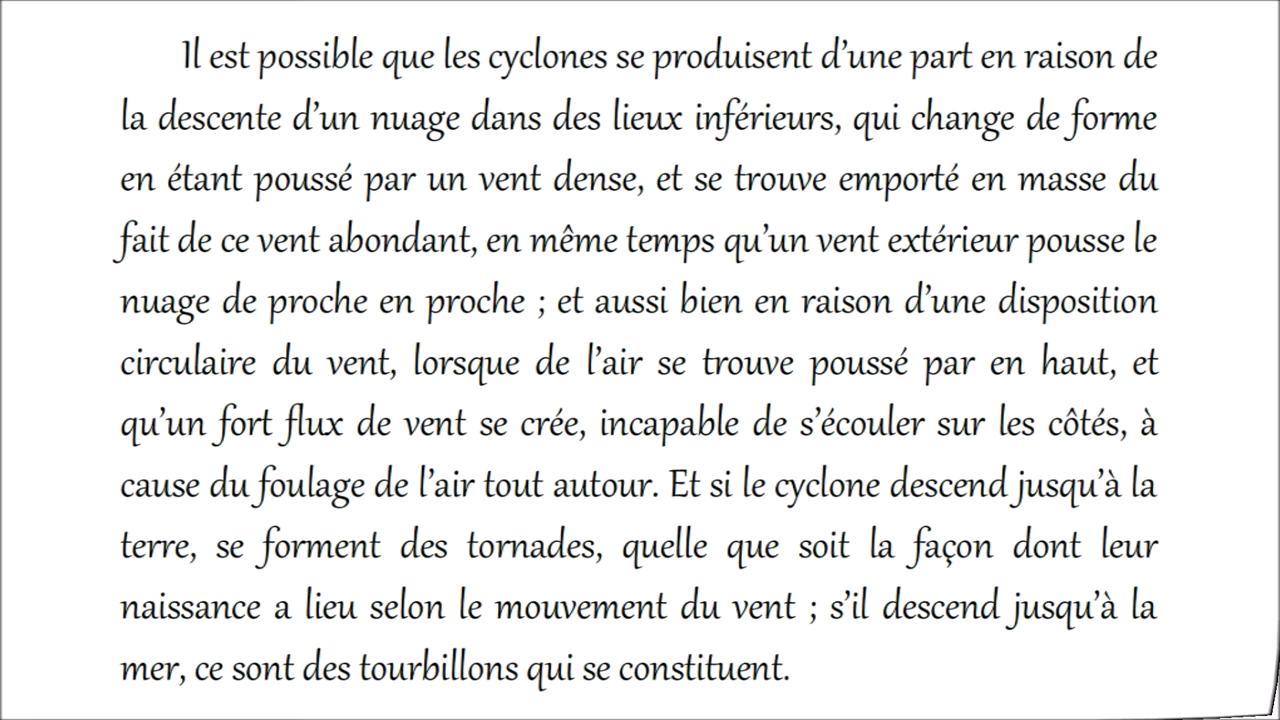 Il est possible que les cyclones se produisent d’une part en raison de
la descente d’un nuage dans des lieux inférieurs, qui change de forme
en étant poussé par un vent dense, et se trouve emporté en masse du
fait de ce vent abondant, en même temps qu’un vent extérieur pousse le
nuage de proche en proche ; et aussi bien en raison d’une disposition
circulaire du vent, lorsque de l’air se trouve poussé par en haut, et
qu’un fort flux de vent se crée, incapable de s’écouler sur les côtés, à
cause du foulage de l’air tout autour. Et si le cyclone descend jusqu’à la
terre, se forment des tornades, quelle que soit la façon dont leur
naissance a lieu selon le mouvement du vent ; s’il descend jusqu’à la
mer, ce sont des tourbillons qui se constituent.